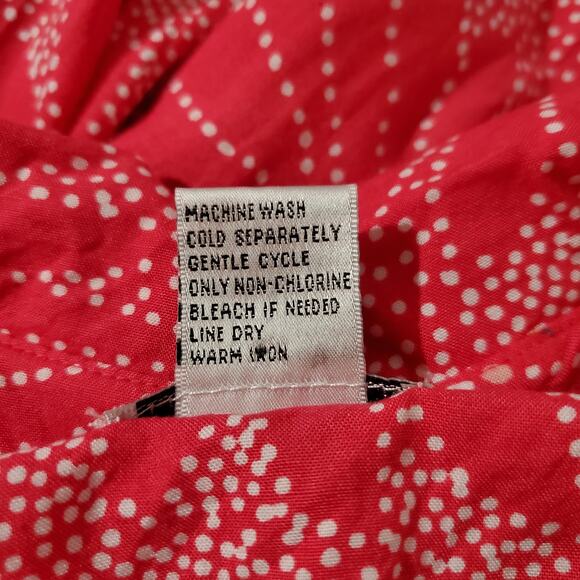 MACHINE WASH
COLD SEPARATELY
GENTLE CYCLE
ONLY NON-CHLORINE
BLEACH IF NEEDED
LINE DRY
WARM IRON